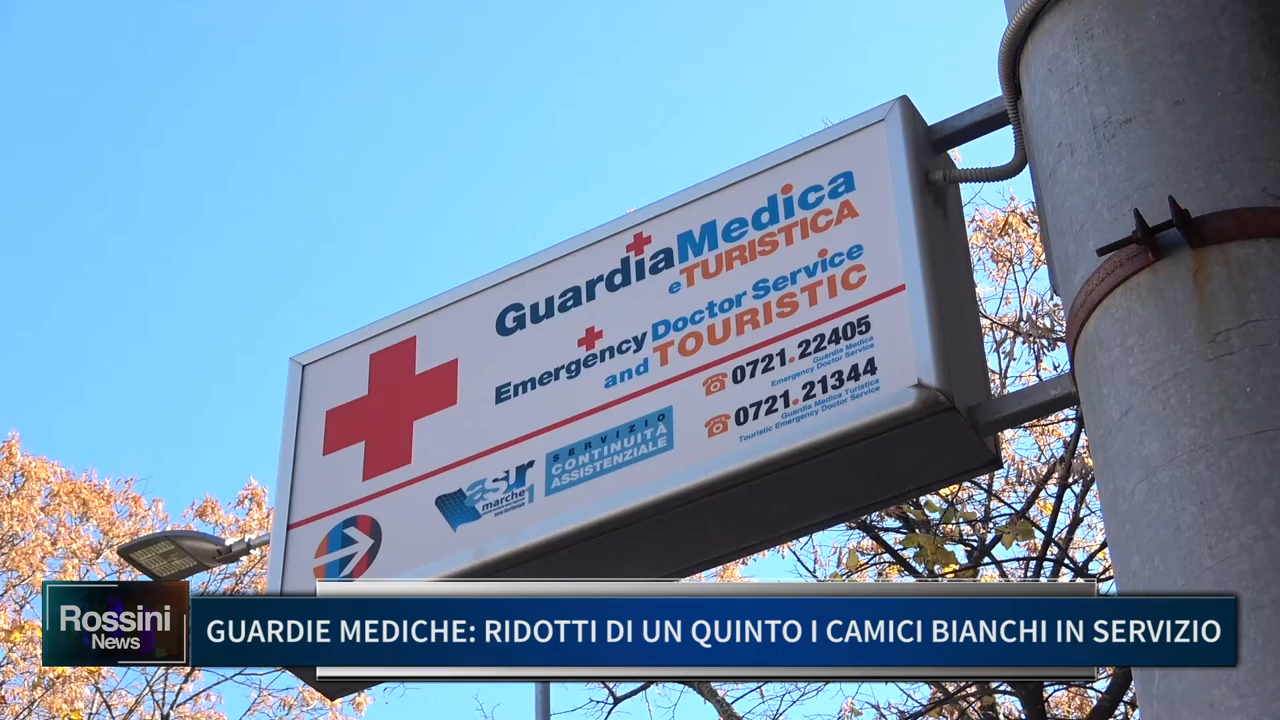 GuardiaMedica
e TURISTICA
Emergency Doctor Service
and TOURISTIC
0721.22405
Guardia Medica
Emergency Doctor Service
0721.21344
Guardia Medica Turistica
Touristic Emergency Doctor Service
SERVIZIO
CONTINUITÀ
ASSISTENZIALE
asur
marche 1
Rossini
News
GUARDIE MEDICHE: RIDOTTI DI UN QUINTO I CAMICI BIANCHI IN SERVIZIO